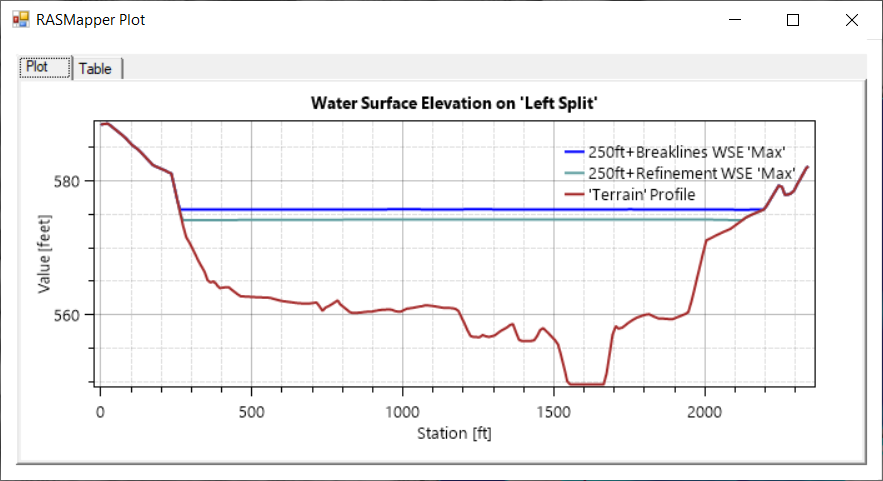 RASMapper Plot
Plot Table
Water Surface Elevation on 'Left Split'
250ft+Breaklines WSE 'Max'
250ft+Refinement WSE 'Max'
'Terrain' Profile
Value [feet]
580
560
0 500 1000 1500 2000
Station [ft]